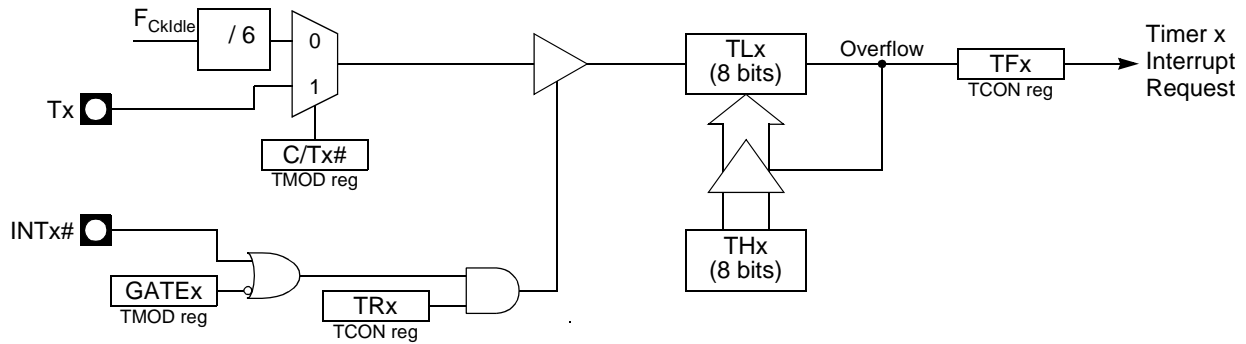 FCkIdle
/ 6
0
1
Tx
C/Tx#
TMOD reg
INTx#
GATEx
TMOD reg
TRx
TCON reg
TLx
(8 bits)
THx
(8 bits)
Overflow
TFx
TCON reg
Timer x
Interrupt
Request